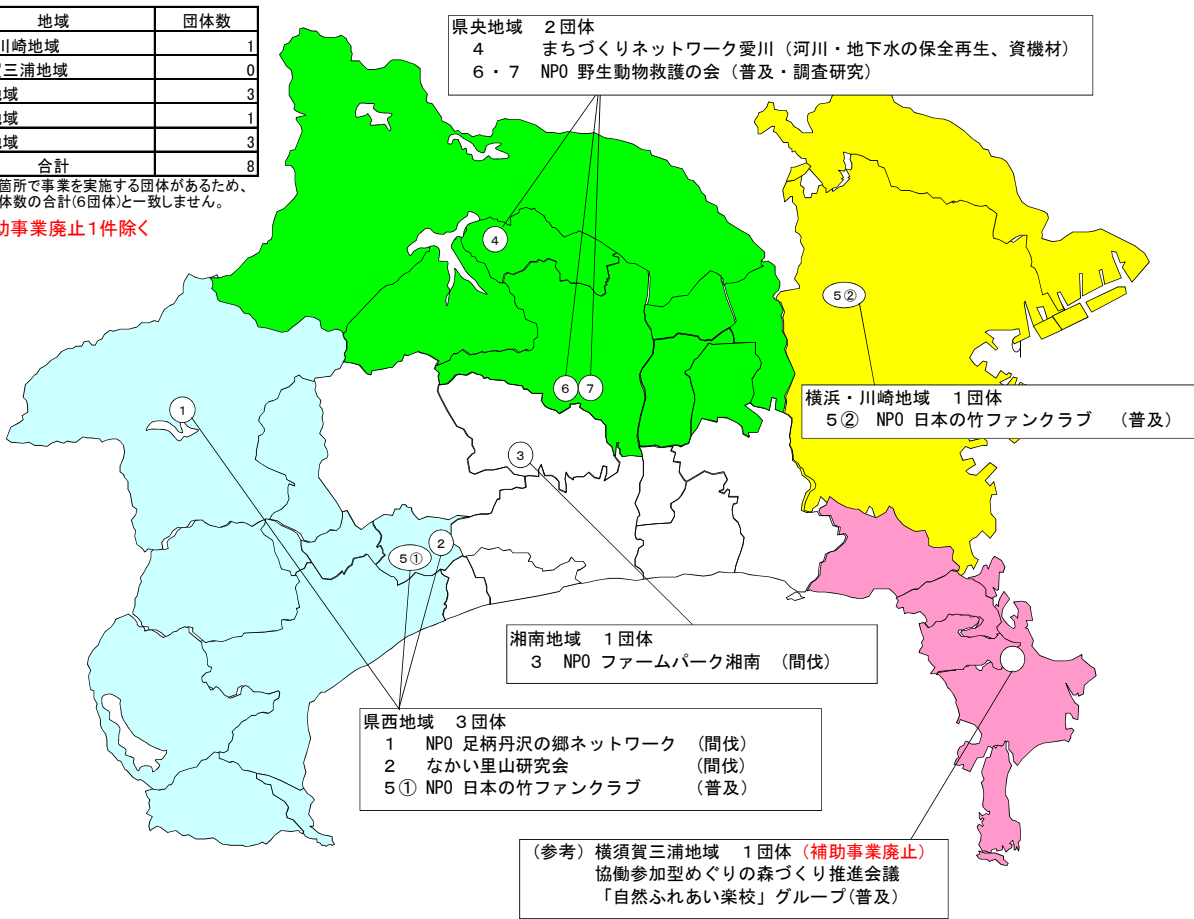 地域 団体数
川崎地域 1
三浦地域 0
地域 3
地域 1
地域 3
合計 8
箇所で事業を実施する団体があるため、
体数の合計(6団体)と一致しません。
助事業廃止1件除く
県央地域 2団体
4 まちづくりネットワーク愛川（河川・地下水の保全再生、資機材）
6・7 NPO 野生動物救護の会（普及・調査研究）
4
5②
6 7
1
横浜・川崎地域 1団体
5② NPO 日本の竹ファンクラブ （普及）
3
2
5①
湘南地域 1団体
3 NPO ファームパーク湘南 （間伐）
県西地域 3団体
1 NPO 足柄丹沢の郷ネットワーク （間伐）
2 なかい里山研究会 （間伐）
5① NPO 日本の竹ファンクラブ （普及）
（参考）横須賀三浦地域 1団体（補助事業廃止）
協働参加型めぐりの森づくり推進会議
「自然ふれあい楽校」グループ(普及)